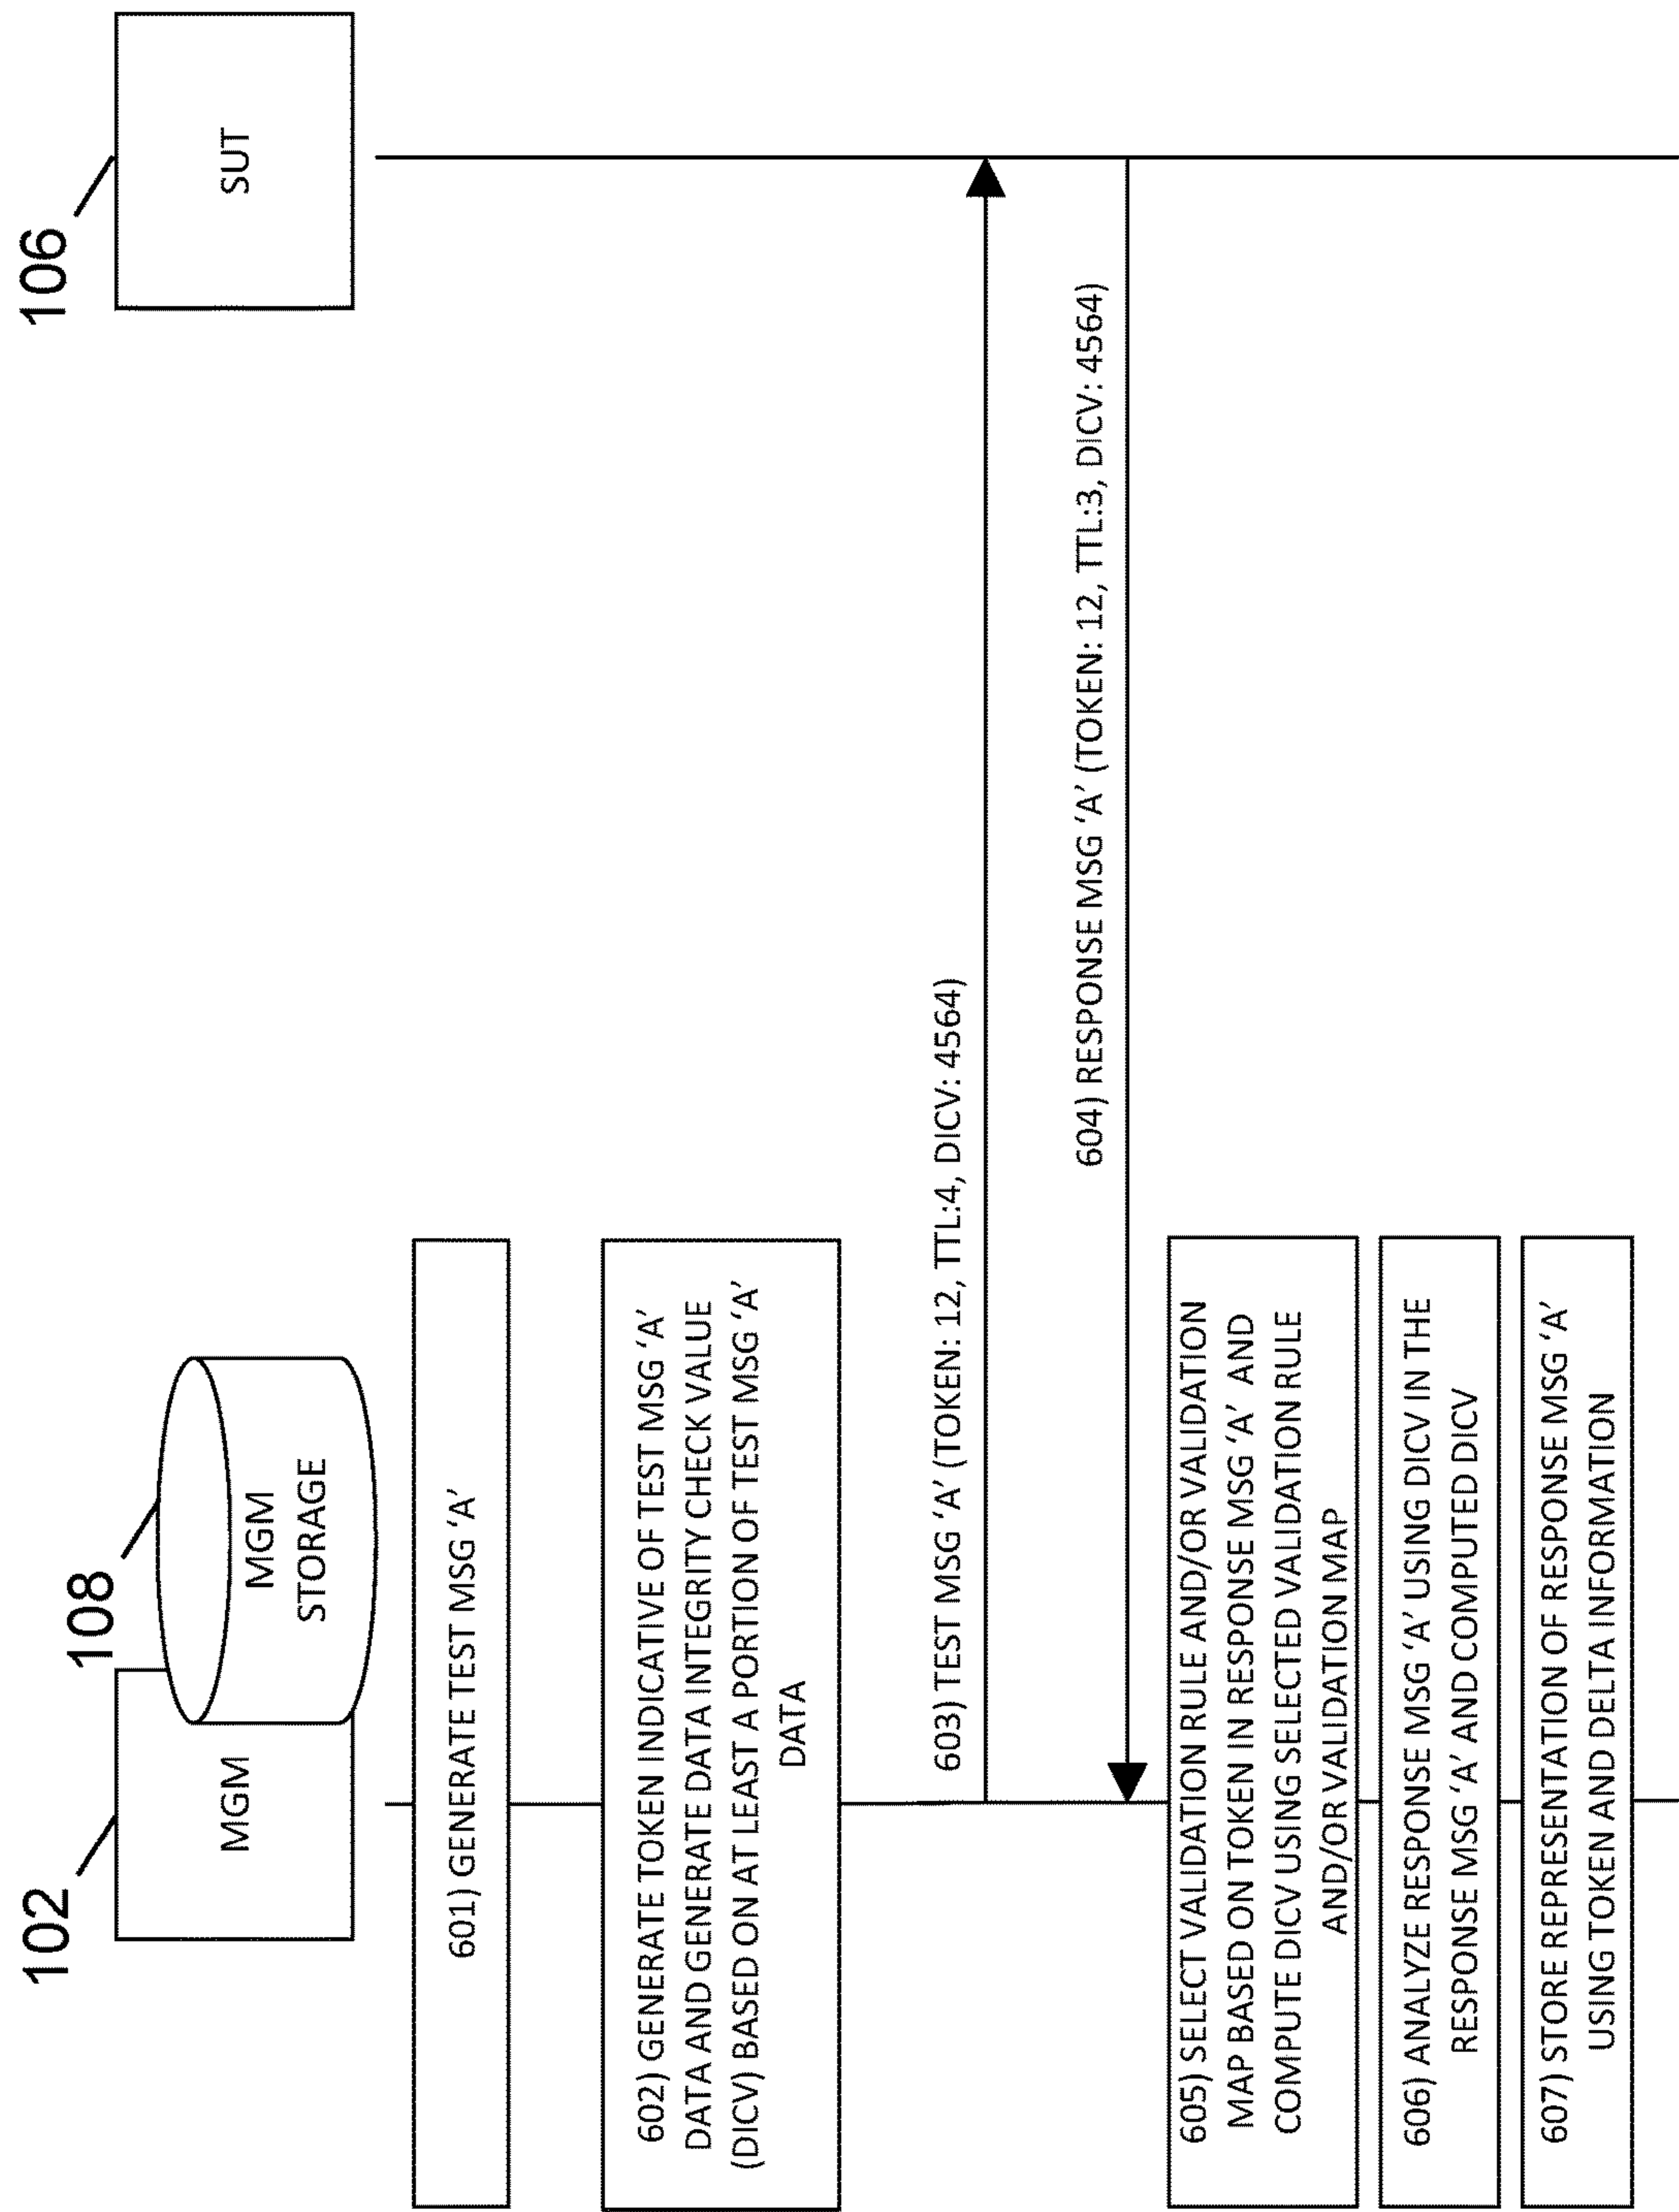 102
108
106
MGM
MGM
STORAGE
SUT
601) GENERATE TEST MSG ‘A’
602) GENERATE TOKEN INDICATIVE OF TEST MSG ‘A’
DATA AND GENERATE DATA INTEGRITY CHECK VALUE
(DICV) BASED ON AT LEAST A PORTION OF TEST MSG ‘A’
DATA
603) TEST MSG ‘A’ (TOKEN: 12, TTL:4, DICV: 4564)
604) RESPONSE MSG ‘A’ (TOKEN: 12, TTL:3, DICV: 4564)
605) SELECT VALIDATION RULE AND/OR VALIDATION
MAP BASED ON TOKEN IN RESPONSE MSG ‘A’ AND
COMPUTE DICV USING SELECTED VALIDATION RULE
AND/OR VALIDATION MAP
606) ANALYZE RESPONSE MSG ‘A’ USING DICV IN THE
RESPONSE MSG ‘A’ AND COMPUTED DICV
607) STORE REPRESENTATION OF RESPONSE MSG ‘A’
USING TOKEN AND DELTA INFORMATION